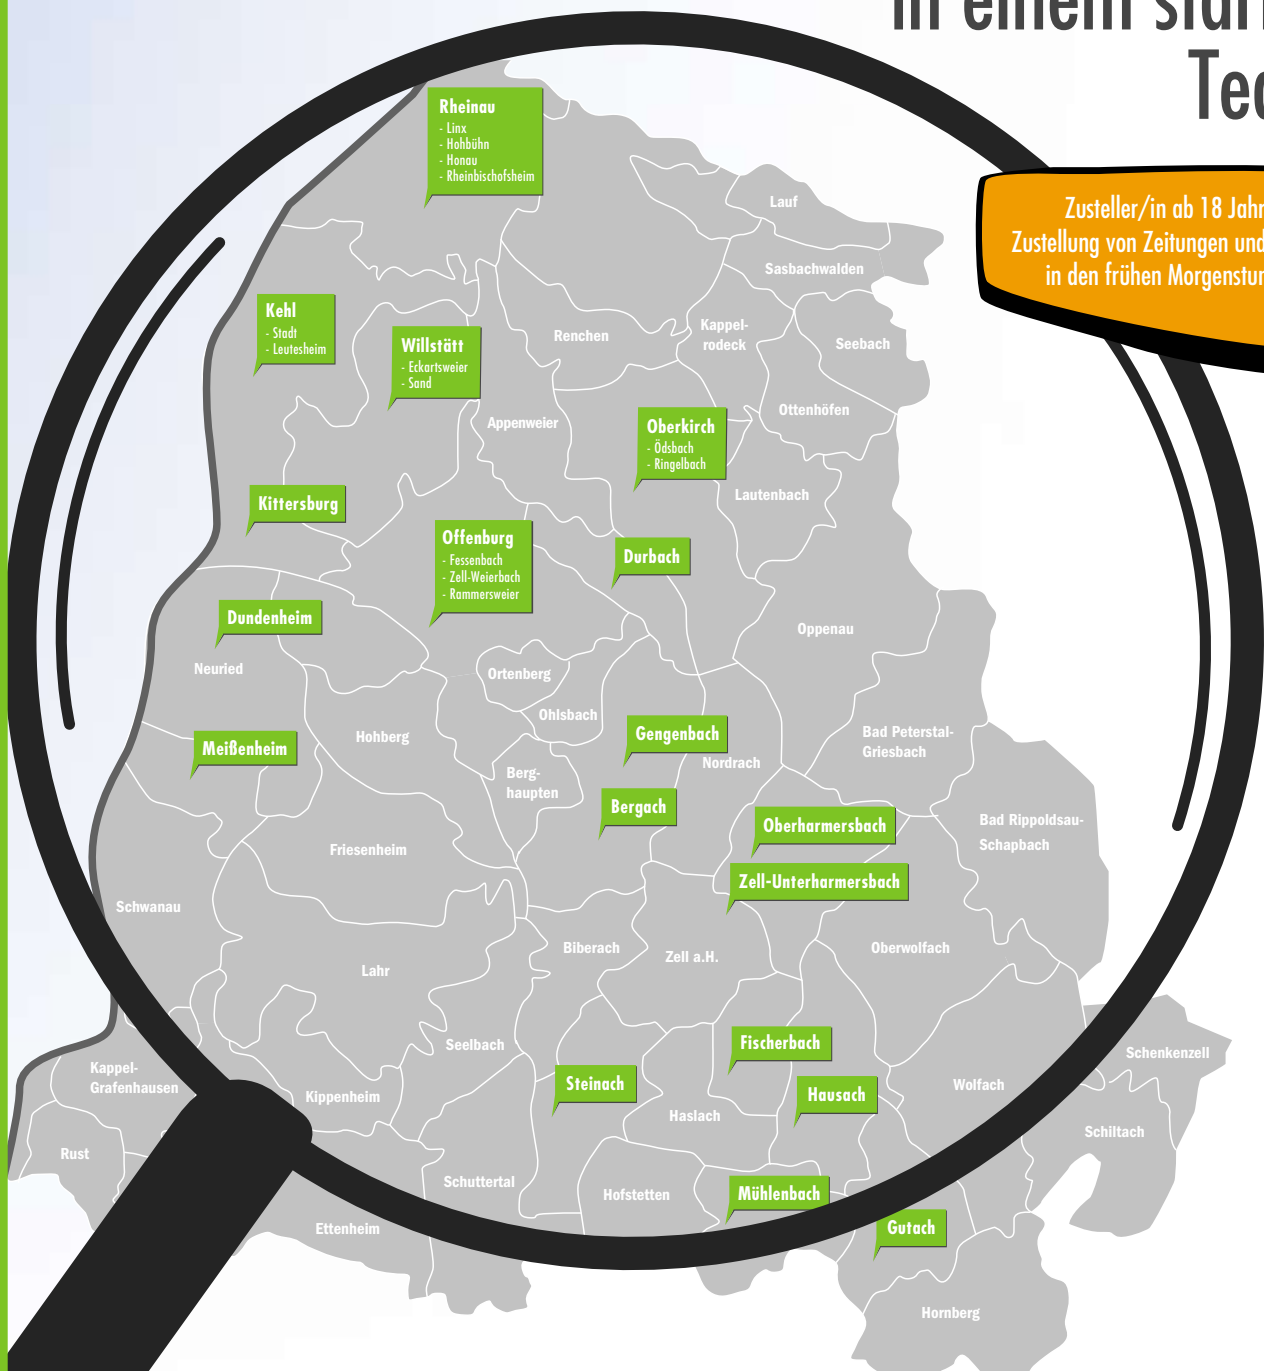 in einem
Rheinau
- Linx
- Hohbühn
- Honau
- Rheinbischofsheim
Lauf
Zusteller/in ab 18 Jahr
Zustellung von Zeitungen und
in den frühen Morgenstun
Sasbachwalden
Kehl
- Stadt
- Leutesheim
Willstätt
- Eckartsweier
- Sand
Renchen
Kappel-
rodeck
Seebach
Appenweier
Oberkirch
- Ödsbach
- Ringelbach
Ottenhöfen
Lautenbach
Kittersburg
Offenburg
- Fessenbach
- Zell-Weierbach
- Rammersweier
Durbach
Dundenheim
Oppenau
Neuried
Ortenberg
Ohlsbach
Hohberg
Gengenbach
Bad Peterstal-
Griesbach
Meißenheim
Nordrach
Berg-
haupten
Bergach
Oberharmersbach
Bad Rippoldsau-
Schapbach
Friesenheim
Zell-Unterharmersbach
Schwanau
Biberach
Zell a.H.
Oberwolfach
Lahr
Seelbach
Fischerbach
Schenkenzell
Kappel-
Grafenhausen
Kippenheim
Steinach
Hausach
Wolfach
Haslach
Schiltach
Rust
Schuttertal
Hofstetten
Mühlenbach
Ettenheim
Gutach
Hornberg